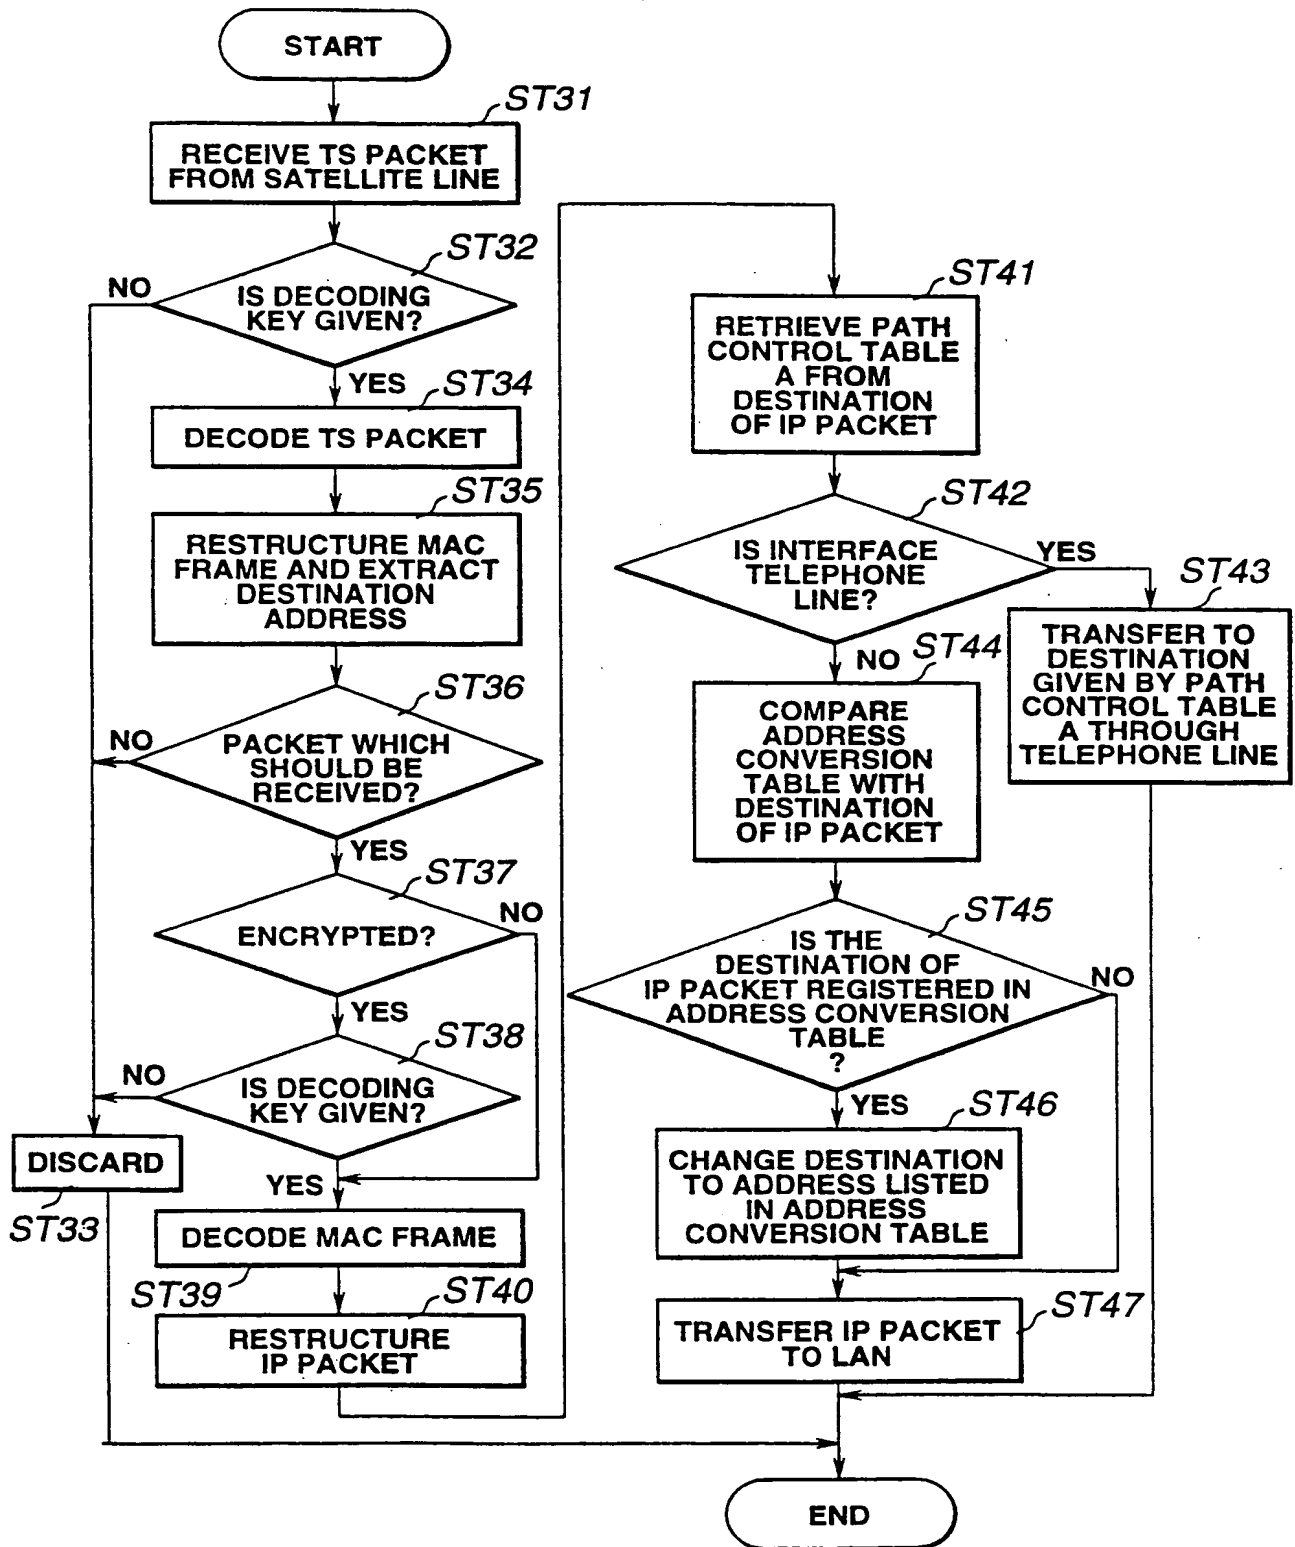 START
ST31
RECEIVE TS PACKET
FROM SATELLITE LINE
ST32
NO
IS DECODING
KEY GIVEN?
YES
ST34
DECODE TS PACKET
ST35
RESTRUCTURE MAC
FRAME AND EXTRACT
DESTINATION
ADDRESS
ST36
NO
PACKET WHICH
SHOULD BE
RECEIVED?
YES
ST37
NO
ENCRYPTED?
YES
ST38
NO
IS DECODING
KEY GIVEN?
DISCARD
ST33
YES
DECODE MAC FRAME
ST39
ST40
RESTRUCTURE
IP PACKET
ST41
RETRIEVE PATH
CONTROL TABLE
A FROM
DESTINATION
OF IP PACKET
ST42
IS INTERFACE
TELEPHONE
LINE?
YES
ST43
TRANSFER TO
DESTINATION
GIVEN BY PATH
CONTROL TABLE
A THROUGH
TELEPHONE LINE
NO
ST44
COMPARE
ADDRESS
CONVERSION
TABLE WITH
DESTINATION
OF IP PACKET
ST45
IS THE
DESTINATION OF
IP PACKET REGISTERED IN
ADDRESS CONVERSION
TABLE
?
NO
YES
ST46
CHANGE DESTINATION
TO ADDRESS LISTED
IN ADDRESS
CONVERSION TABLE
ST47
TRANSFER IP PACKET
TO LAN
END